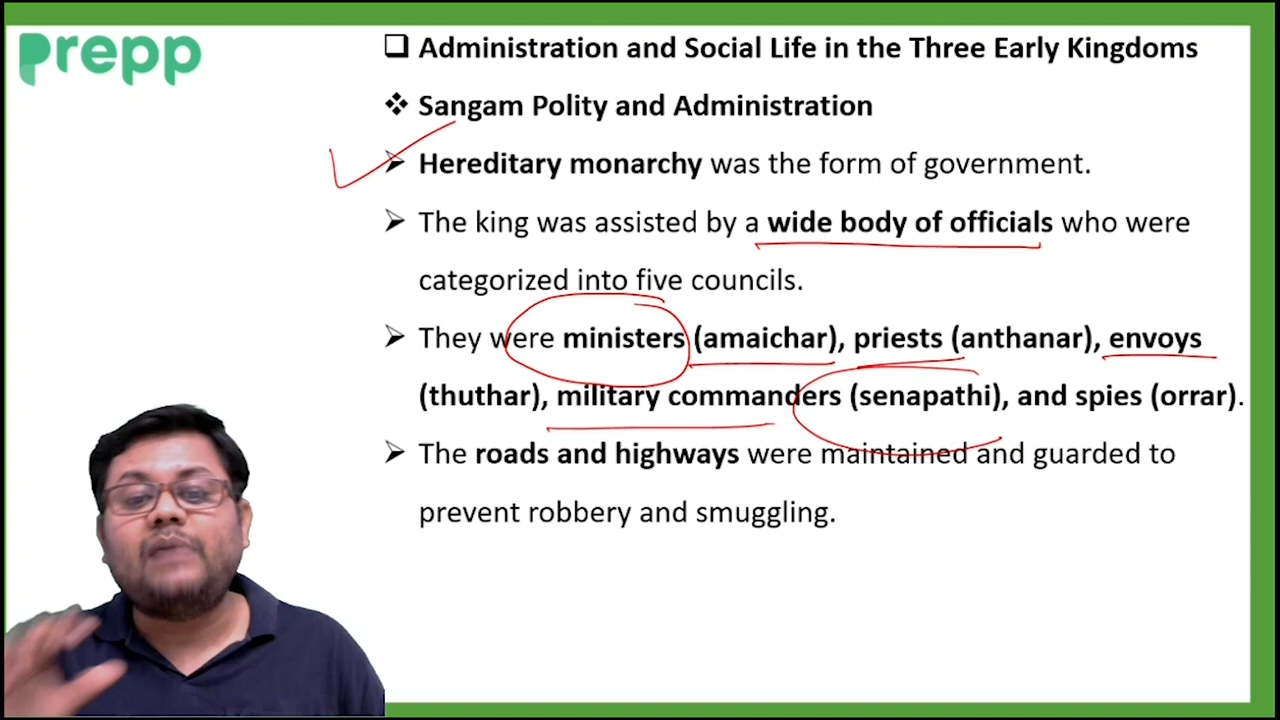 prepp
❑ Administration and Social Life in the Three Early Kingdoms
❖ Sangam Polity and Administration
➢ Hereditary monarchy was the form of government.
➢ The king was assisted by a wide body of officials who were
categorized into five councils.
➢ They were ministers (amaichar), priests (anthanar), envoys
(thuthar), military commanders (senapathi), and spies (orrar).
➢ The roads and highways were maintained and guarded to
prevent robbery and smuggling.